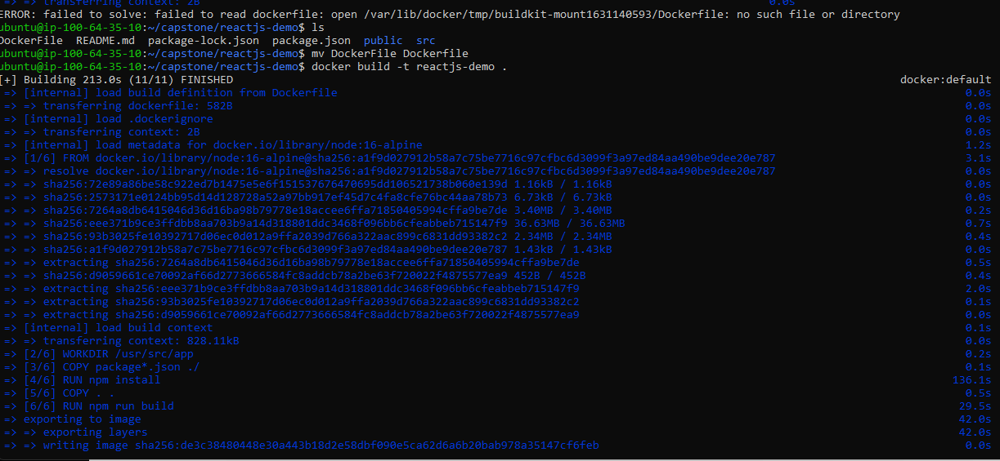 => => transferring context: 2B 0.0s
ERROR: failed to solve: failed to read dockerfile: open /var/lib/docker/tmp/buildkit-mount1631140593/Dockerfile: no such file or directory
ubuntu@ip-100-64-35-10:~/capstone/reactjs-demo$ ls
DockerFile README.md package-lock.json package.json public src
ubuntu@ip-100-64-35-10:~/capstone/reactjs-demo$ mv DockerFile Dockerfile
ubuntu@ip-100-64-35-10:~/capstone/reactjs-demo$ docker build -t reactjs-demo .
[+] Building 213.0s (11/11) FINISHED docker:default
=> [internal] load build definition from Dockerfile 0.0s
=> => transferring dockerfile: 582B 0.0s
=> [internal] load .dockerignore 0.0s
=> => transferring context: 2B 0.0s
=> [internal] load metadata for docker.io/library/node:16-alpine 1.2s
=> [1/6] FROM docker.io/library/node:16-alpine@sha256:a1f9d027912b58a7c75be7716c97cfbc6d3099f3a97ed84aa490be9dee20e787 3.1s
=> => resolve docker.io/library/node:16-alpine@sha256:a1f9d027912b58a7c75be7716c97cfbc6d3099f3a97ed84aa490be9dee20e787 0.0s
=> => sha256:72e89a86be58c922ed7b1475e5e6f151537676470695dd106521738b060e139d 1.16kB / 1.16kB 0.0s
=> => sha256:2573171e0124bb95d14d128728a52a97bb917ef45d7c4fa8cfe76bc44aa78b73 6.73kB / 6.73kB 0.0s
=> => sha256:7264a8db6415046d36d16ba98b79778e18accee6ffa71850405994cffa9be7de 3.40MB / 3.40MB 0.2s
=> => sha256:eee371b9ce3ffdbb8aa703b9a14d318801ddc3468f096bb6cfeabbeb715147f9 36.63MB / 36.63MB 0.7s
=> => sha256:93b3025fe10392717d06ec0d012a9ffa2039d766a322aac899c6831dd93382c2 2.34MB / 2.34MB 0.4s
=> => sha256:a1f9d027912b58a7c75be7716c97cfbc6d3099f3a97ed84aa490be9dee20e787 1.43kB / 1.43kB 0.0s
=> => extracting sha256:7264a8db6415046d36d16ba98b79778e18accee6ffa71850405994cffa9be7de 0.5s
=> => sha256:d9059661ce70092af66d2773666584fc8addcb78a2be63f720022f4875577ea9 452B / 452B 0.4s
=> => extracting sha256:eee371b9ce3ffdbb8aa703b9a14d318801ddc3468f096bb6cfeabbeb715147f9 2.0s
=> => extracting sha256:93b3025fe10392717d06ec0d012a9ffa2039d766a322aac899c6831dd93382c2 0.1s
=> => extracting sha256:d9059661ce70092af66d2773666584fc8addcb78a2be63f720022f4875577ea9 0.0s
=> [internal] load build context 0.1s
=> => transferring context: 828.11kB 0.0s
=> [2/6] WORKDIR /usr/src/app 0.2s
=> [3/6] COPY package*.json ./ 0.1s
=> [4/6] RUN npm install 136.1s
=> [5/6] COPY . . 0.5s
=> [6/6] RUN npm run build 29.5s
=> exporting to image 42.0s
=> => exporting layers 42.0s
=> => writing image sha256:de3c38480448e30a443b18d2e58dbf090e5ca62d6a6b20bab978a35147cf6feb 0.0s